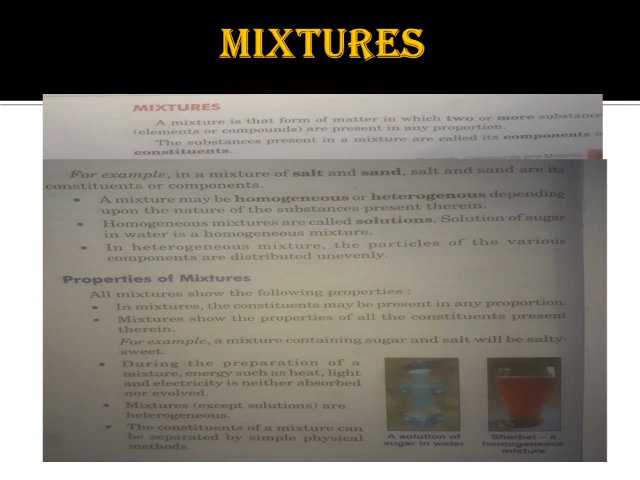 MIXTURES
MIXTURES
A mixture is that form of matter in which two or more substance
(elements or compounds) are present in any proportion.
The substances present in a mixture are called its components
constituents.
Compounds and
For example, in a mixture of salt and sand, salt and sand are its
constituents or components.
• A mixture may be homogeneous or heterogenous depending
upon the nature of the substances present therein.
• Homogeneous mixtures are called solutions. Solution of sugar
in water is a homogeneous mixture.
• In heterogeneous mixture, the particles of the various
components are distributed unevenly.
Properties of Mixtures
All mixtures show the following properties :
• In mixtures, the constituents may be present in any proportion.
• Mixtures show the properties of all the constituents present
therein.
For example, a mixture containing sugar and salt will be salty-
sweet.
• During the preparation of a
mixture, energy such as heat, light
and electricity is neither absorbed
nor evolved.
• Mixtures (except solutions) are
heterogeneous.
• The constituents of a mixture can
be separated by simple physical
methods.
A solution of
sugar in water
Sharbat – a
homogeneous
mixture